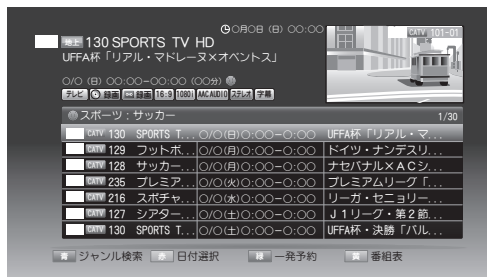 ○月○日 (日) ○○:○○
地上 130 SPORTS TV HD
CATV 101-01
UFFA杯「リアル・マドレーヌ×オベントス」
○/○ (日) ○○:○○−○○:○○ (○○分)
テレビ 録画 録画 16:9 1080i AAC AUDIO ステレオ 字幕
スポーツ:サッカー 1/30
CATV 130 SPORTS T... ○/○(日)○:○○−○:○○ UFFA杯「リアル・マ...
CATV 129 フットボ... ○/○(月)○:○○−○:○○ ドイツ・ナンデスリ...
CATV 128 サッカー... ○/○(月)○:○○−○:○○ ナセバナル×ACシ...
CATV 235 プレミア... ○/○(火)○:○○−○:○○ プレミアムリーグ「...
CATV 216 スポチャ... ○/○(水)○:○○−○:○○ リーガ・セニョリー...
CATV 127 シアター... ○/○(土)○:○○−○:○○ J1リーグ・第2節...
CATV 130 SPORTS T... ○/○(土)○:○○−○:○○ UFFA杯・決勝「バル...
青 ジャンル検索 赤 日付選択 緑 一発予約 黄 番組表